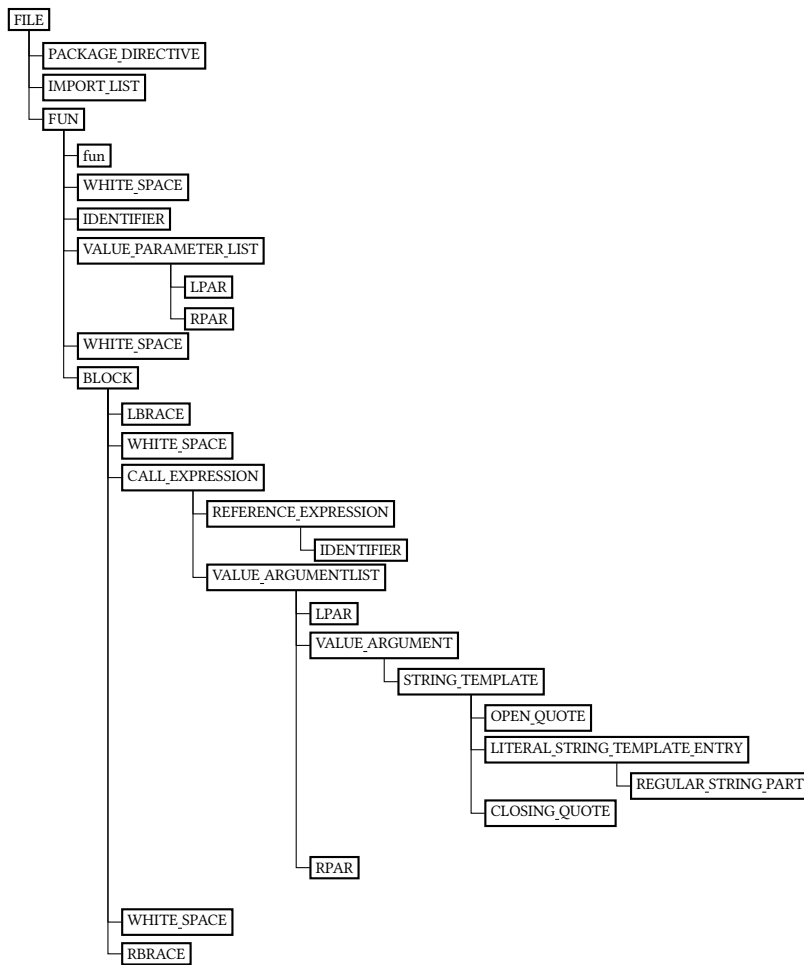 FILE
PACKAGE_DIRECTIVE
IMPORT_LIST
FUN
fun
WHITE_SPACE
IDENTIFIER
VALUE_PARAMETER_LIST
LPAR
RPAR
WHITE_SPACE
BLOCK
LBRACE
WHITE_SPACE
CALL_EXPRESSION
REFERENCE_EXPRESSION
IDENTIFIER
VALUE_ARGUMENTLIST
LPAR
VALUE_ARGUMENT
STRING_TEMPLATE
OPEN_QUOTE
LITERAL_STRING_TEMPLATE_ENTRY
REGULAR_STRING_PART
CLOSING_QUOTE
RPAR
WHITE_SPACE
RBRACE